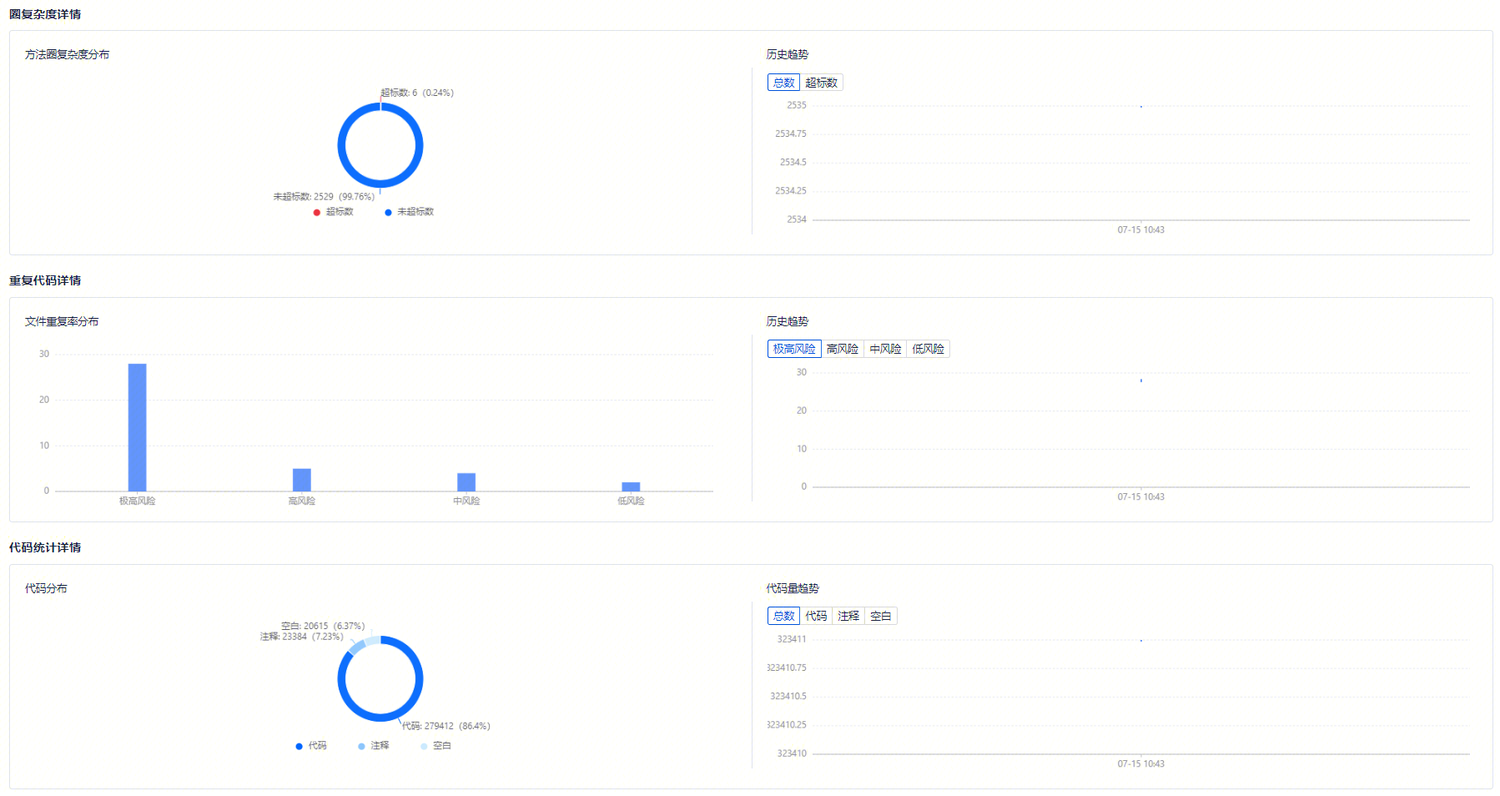 圈复杂度详情
方法圈复杂度分布
超标数: 6 (0.24%)
未超标数: 2529 (99.76%)
超标数 未超标数
历史趋势
总数 超标数
2535
2534.75
2534.5
2534.25
2534
07-15 10:43
重复代码详情
文件重复率分布
30
20
10
0
极高风险 高风险 中风险 低风险
历史趋势
极高风险 高风险 中风险 低风险
30
20
10
0
07-15 10:43
代码统计详情
代码分布
空白: 20615 (6.37%)
注释: 23384 (7.23%)
代码: 279412 (86.4%)
代码 注释 空白
代码量趋势
总数 代码 注释 空白
323411
323410.75
323410.5
323410.25
323410
07-15 10:43